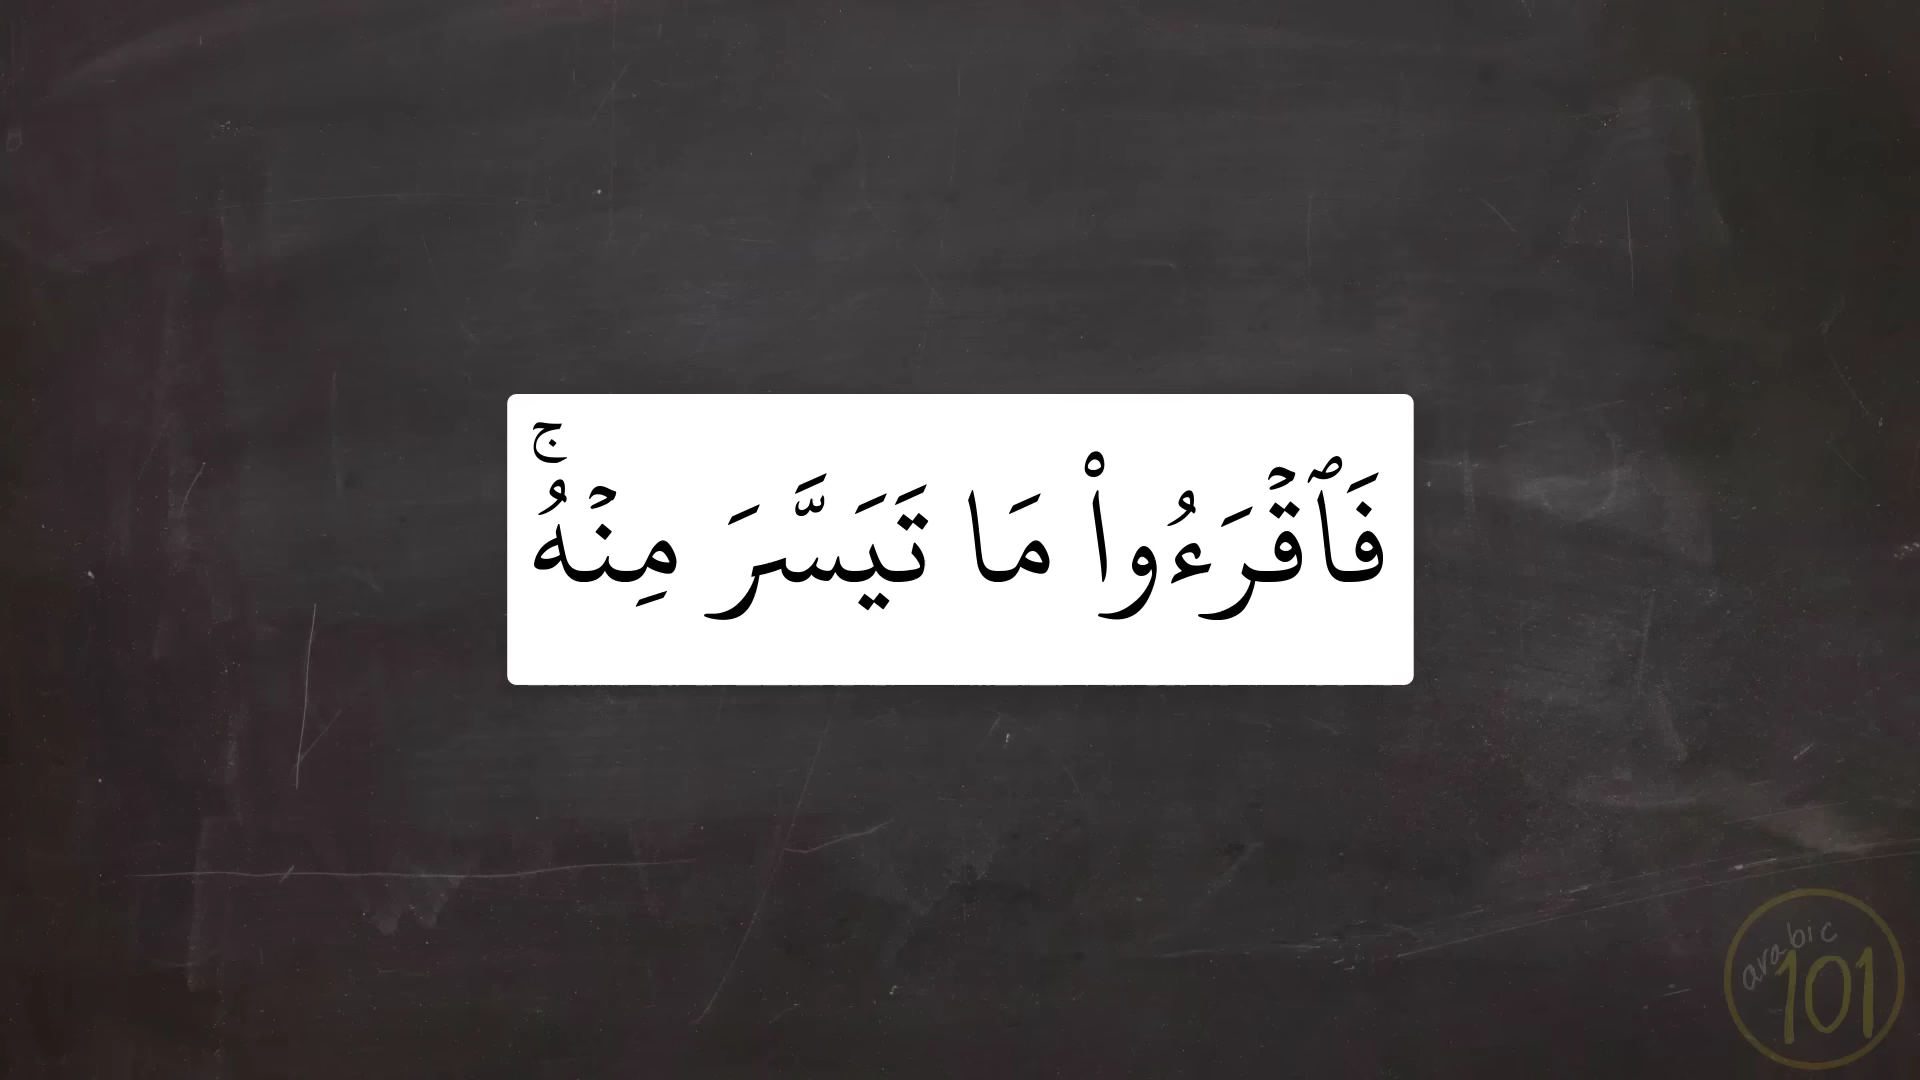 فَٱقۡرَءُوا۟ مَا تَيَسَّرَ مِنۡهُۚ
arabic
101